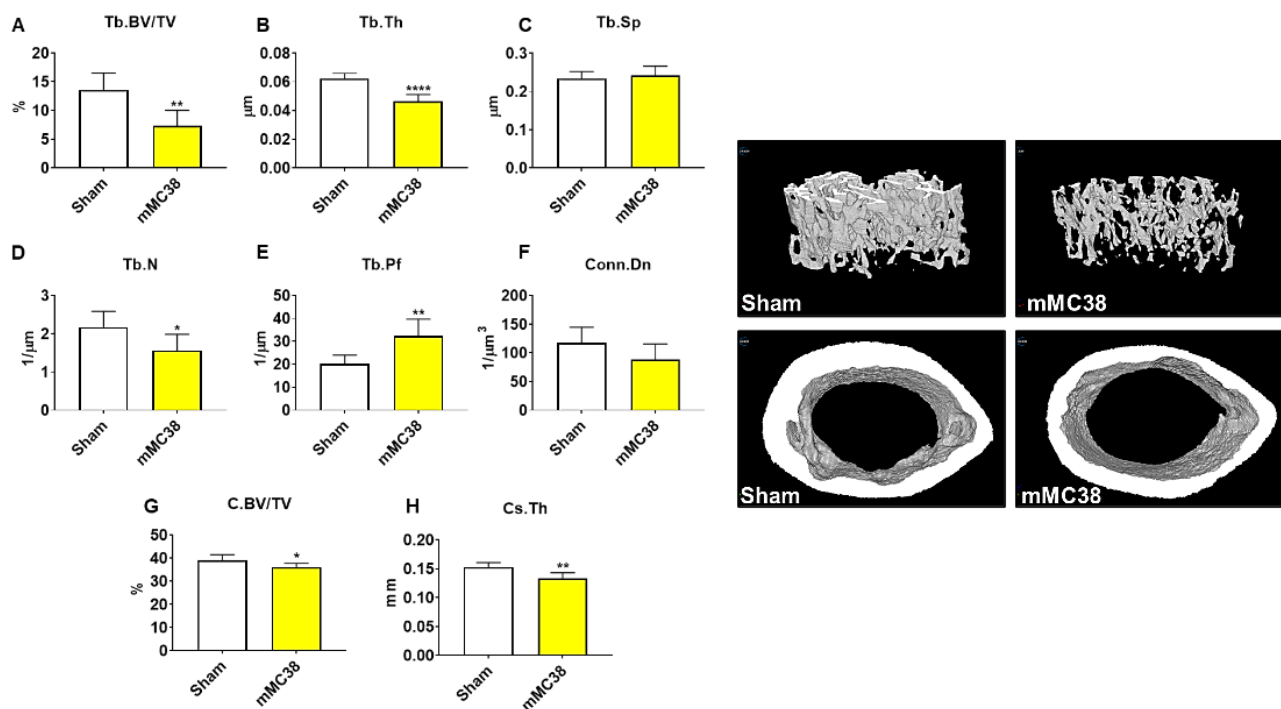 A Tb.BV/TV
20
15
10
5
0
%
**
Sham
mMC38
B Tb.Th
0.08
0.06
0.04
0.02
0.00
μm
****
Sham
mMC38
C Tb.Sp
0.3
0.2
0.1
0.0
μm
Sham
mMC38
D Tb.N
3
2
1
0
1/μm
*
Sham
mMC38
E Tb.Pf
50
40
30
20
10
0
1/μm
**
Sham
mMC38
F Conn.Dn
200
150
100
50
0
1/μm³
Sham
mMC38
G C.BV/TV
50
40
30
20
10
0
%
*
Sham
mMC38
H Cs.Th
0.20
0.15
0.10
0.05
0.00
mm
**
Sham
mMC38
Sham
mMC38
Sham
mMC38